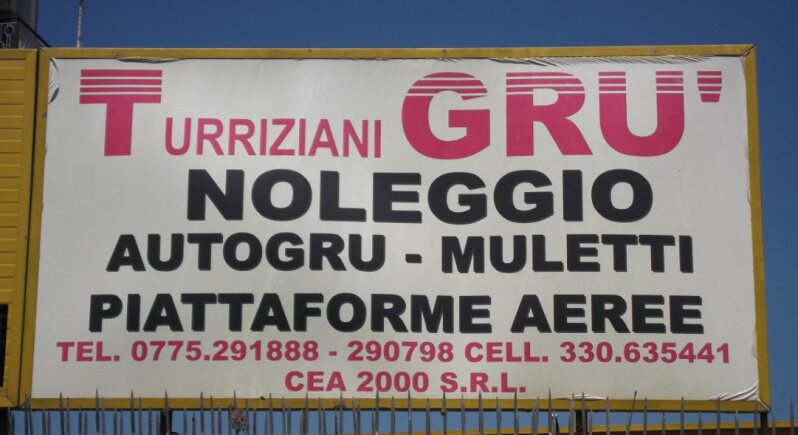 TURRIZIANI GRU'
NOLEGGIO
AUTOGRU - MULETTI
PIATTAFORME AEREE
TEL. 0775.291888 - 290798 CELL. 330.635441
CEA 2000 S.R.L.